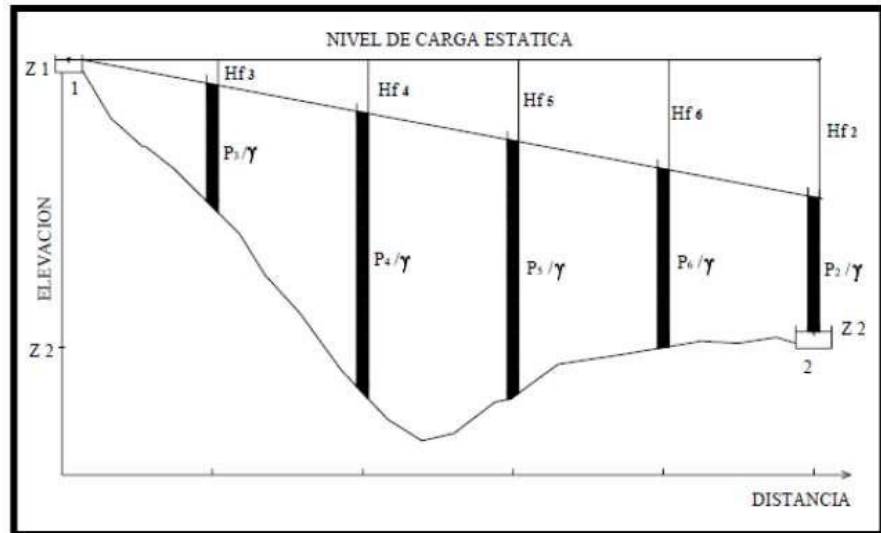 NIVEL DE CARGA ESTATICA
Z 1
1
Hf 3
Hf 4
Hf 5
Hf 6
Hf 2
P3/γ
P4/γ
P5/γ
P6/γ
P2/γ
ELEVACION
Z 2
Z 2
2
DISTANCIA